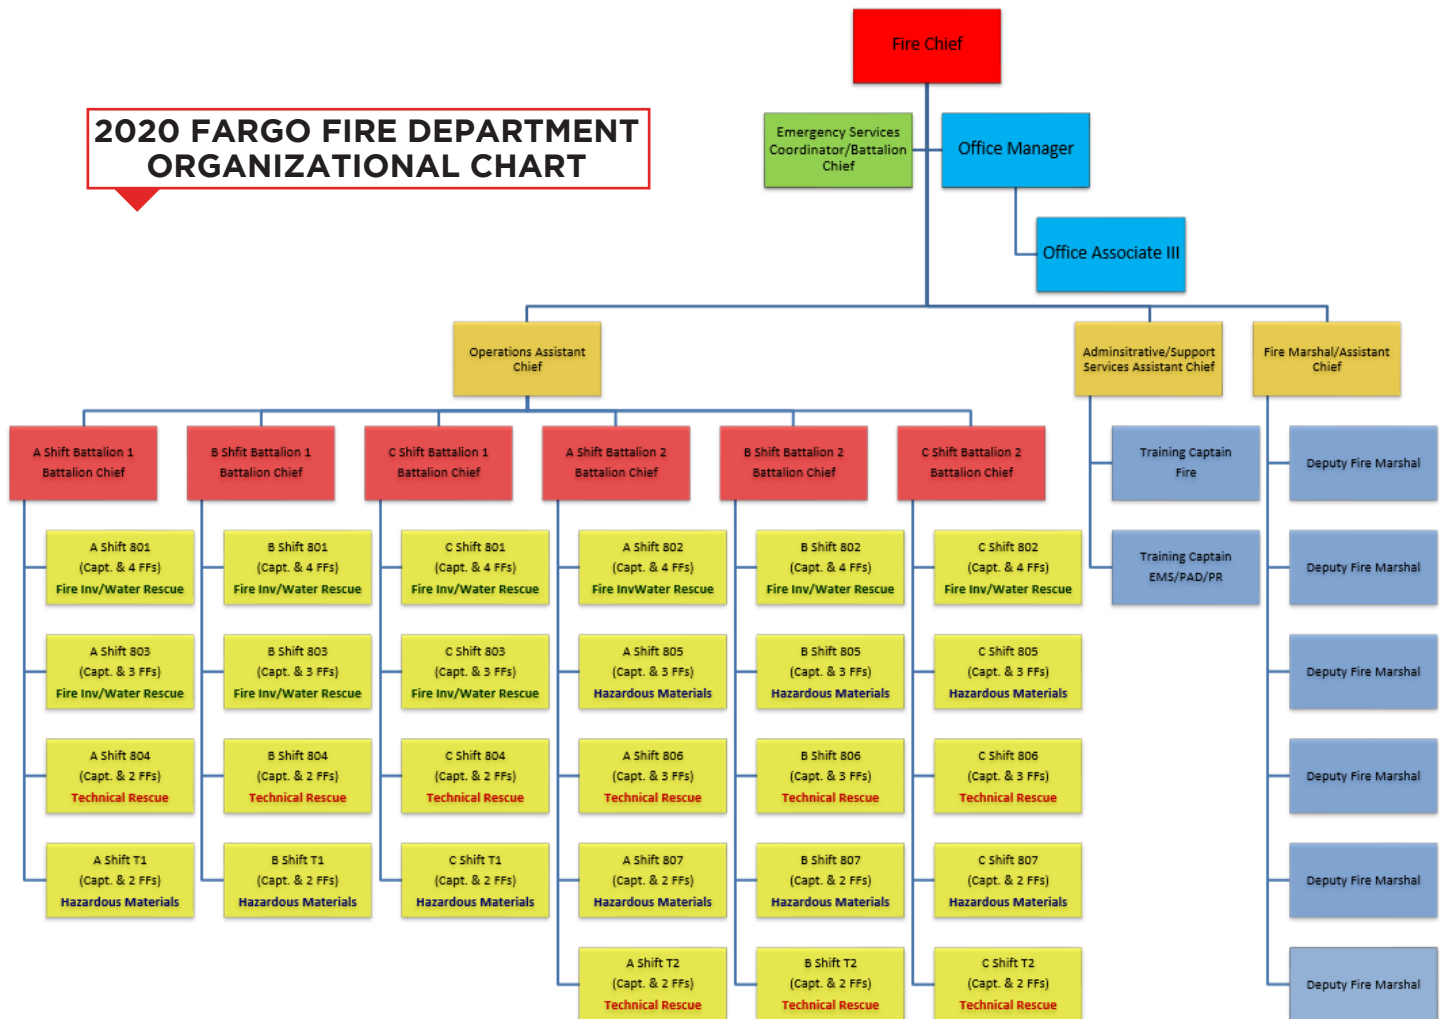 Fire Chief
2020 FARGO FIRE DEPARTMENT
ORGANIZATIONAL CHART
Emergency Services
Coordinator/Battalion
Chief
Office Manager
Office Associate III
Operations Assistant
Chief
Adminsitrative/Support
Services Assistant Chief
Fire Marshal/Assistant
Chief
A Shift Battalion 1
Battalion Chief
B Shfit Battalion 1
Battalion Chief
C Shift Battalion 1
Battalion Chief
A Shift Battalion 2
Battalion Chief
B Shift Battalion 2
Battalion Chief
C Shift Battalion 2
Battalion Chief
Training Captain
Fire
Deputy Fire Marshal
A Shift 801
(Capt. & 4 FFs)
Fire Inv/Water Rescue
B Shift 801
(Capt. & 4 FFs)
Fire Inv/Water Rescue
C Shift 801
(Capt. & 4 FFs)
Fire Inv/Water Rescue
A Shift 802
(Capt. & 4 FFs)
Fire InvWater Rescue
B Shift 802
(Capt. & 4 FFs)
Fire Inv/Water Rescue
C Shift 802
(Capt. & 4 FFs)
Fire Inv/Water Rescue
Training Captain
EMS/PAD/PR
Deputy Fire Marshal
A Shift 803
(Capt. & 3 FFs)
Fire Inv/Water Rescue
B Shift 803
(Capt. & 3 FFs)
Fire Inv/Water Rescue
C Shift 803
(Capt. & 3 FFs)
Fire Inv/Water Rescue
A Shift 805
(Capt. & 3 FFs)
Hazardous Materials
B Shift 805
(Capt. & 3 FFs)
Hazardous Materials
C Shift 805
(Capt. & 3 FFs)
Hazardous Materials
Deputy Fire Marshal
A Shift 804
(Capt. & 2 FFs)
Technical Rescue
B Shift 804
(Capt. & 2 FFs)
Technical Rescue
C Shift 804
(Capt. & 2 FFs)
Technical Rescue
A Shift 806
(Capt. & 3 FFs)
Technical Rescue
B Shift 806
(Capt. & 3 FFs)
Technical Rescue
C Shift 806
(Capt. & 3 FFs)
Technical Rescue
Deputy Fire Marshal
A Shift T1
(Capt. & 2 FFs)
Hazardous Materials
B Shift T1
(Capt. & 2 FFs)
Hazardous Materials
C Shift T1
(Capt. & 2 FFs)
Hazardous Materials
A Shift 807
(Capt. & 2 FFs)
Hazardous Materials
B Shift 807
(Capt. & 2 FFs)
Hazardous Materials
C Shift 807
(Capt. & 2 FFs)
Hazardous Materials
Deputy Fire Marshal
A Shift T2
(Capt. & 2 FFs)
Technical Rescue
B Shift T2
(Capt. & 2 FFs)
Technical Rescue
C Shift T2
(Capt. & 2 FFs)
Technical Rescue
Deputy Fire Marshal